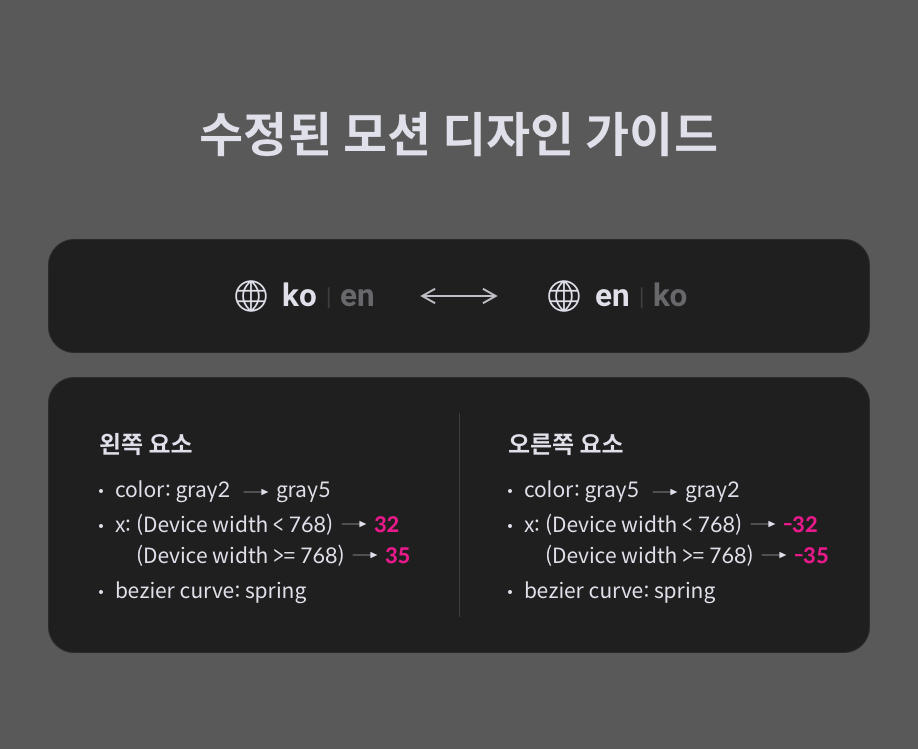 수정된 모션 디자인 가이드
ko | en ⟷ en | ko
왼쪽 요소
• color: gray2 → gray5
• x: (Device width < 768) → 32
(Device width >= 768) → 35
• bezier curve: spring
오른쪽 요소
• color: gray5 → gray2
• x: (Device width < 768) → -32
(Device width >= 768) → -35
• bezier curve: spring